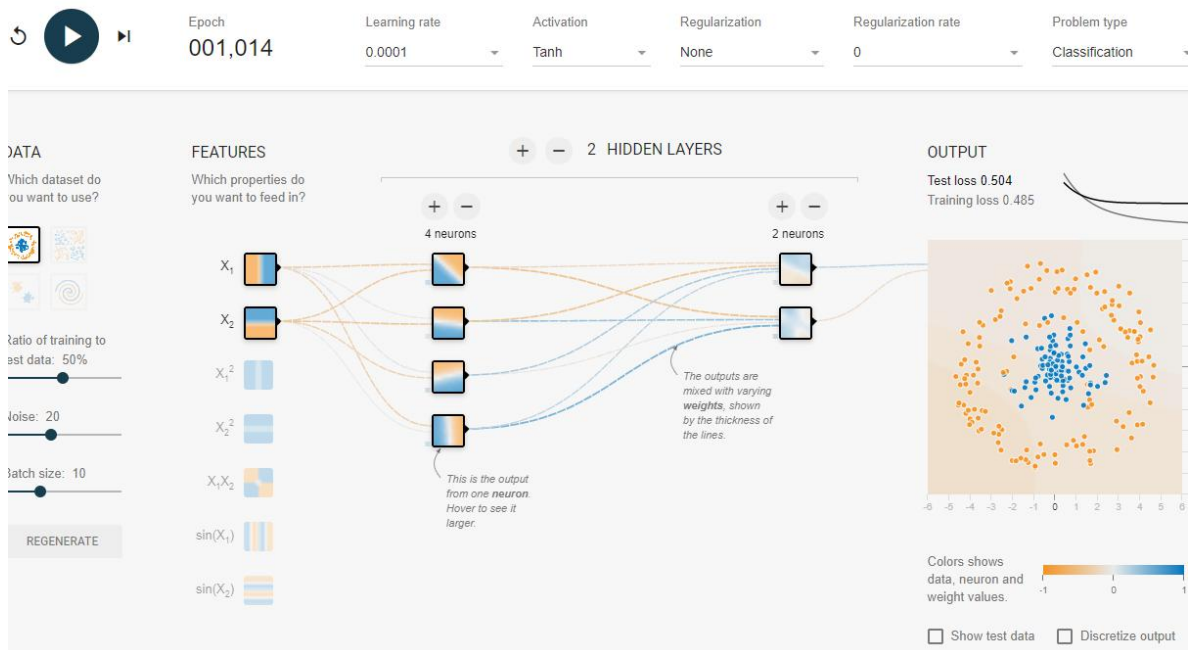 Epoch
001,014
Learning rate
0.0001
Activation
Tanh
Regularization
None
Regularization rate
0
Problem type
Classification
DATA
Which dataset do
you want to use?
Ratio of training to
test data: 50%
Noise: 20
Batch size: 10
REGENERATE
FEATURES
Which properties do
you want to feed in?
X₁
X₂
X₁²
X₂²
X₁X₂
sin(X₁)
sin(X₂)
+ − 2 HIDDEN LAYERS
+ −
4 neurons
+ −
2 neurons
This is the output
from one neuron.
Hover to see it
larger.
The outputs are
mixed with varying
weights, shown
by the thickness of
the lines.
OUTPUT
Test loss 0.504
Training loss 0.485
-6 -5 -4 -3 -2 -1 0 1 2 3 4 5 6
Colors shows
data, neuron and
weight values.
-1 0 1
Show test data
Discretize output